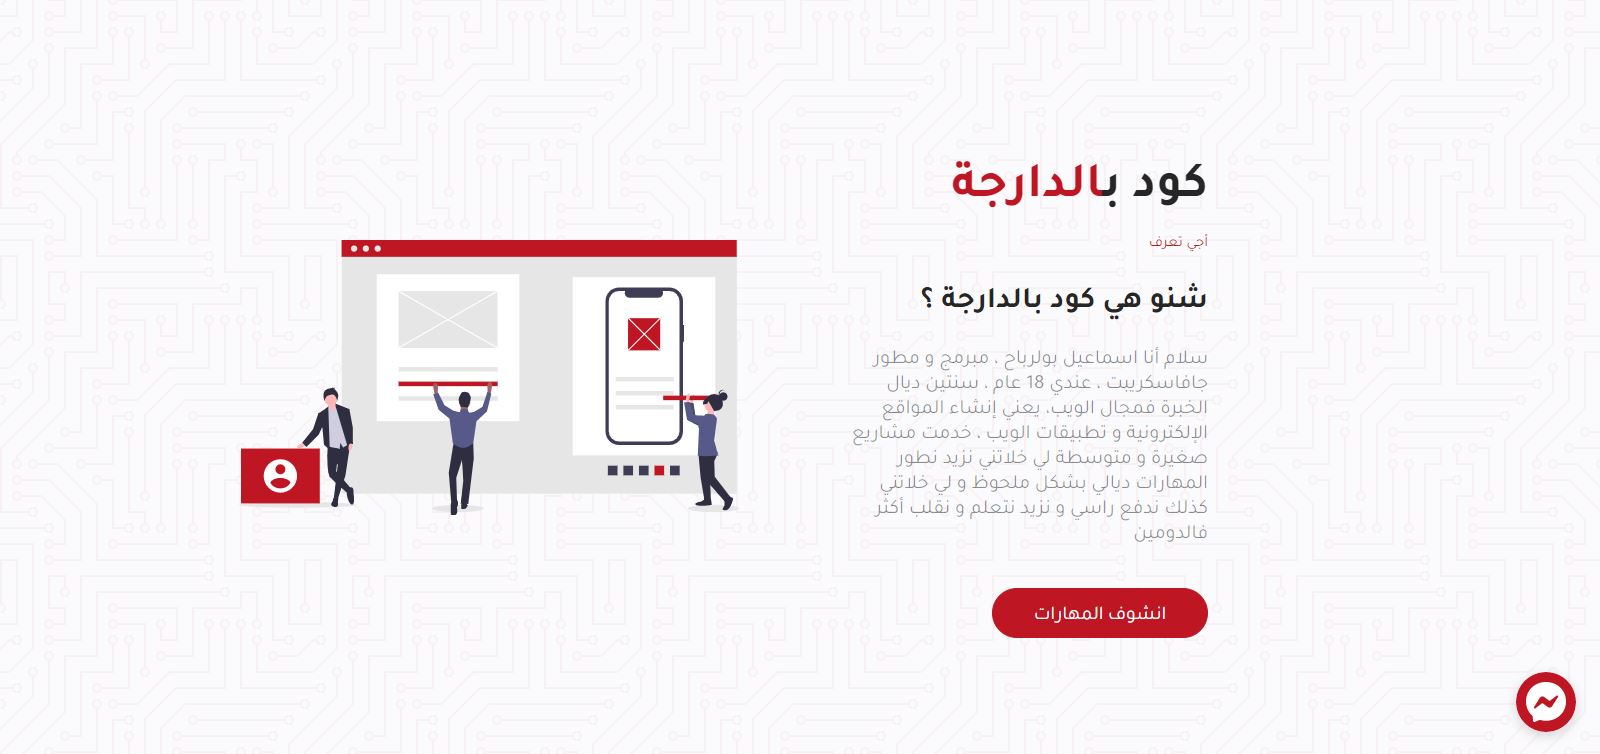 كود بالدارجة
أجي تعرف
شنو هي كود بالدارجة ؟
سلام أنا اسماعيل بولرباح ، مبرمج و مطور
جافاسكريبت ، عندي 18 عام ، سنتين ديال
الخبرة فمجال الويب، يعني إنشاء المواقع
الإلكترونية و تطبيقات الويب ، خدمت مشاريع
صغيرة و متوسطة لي خلاتني نزيد نطور
المهارات ديالي بشكل ملحوظ و لي خلاتني
كذلك ندفع راسي و نزيد نتعلم و نقلب أكثر
فالدومين
انشوف المهارات